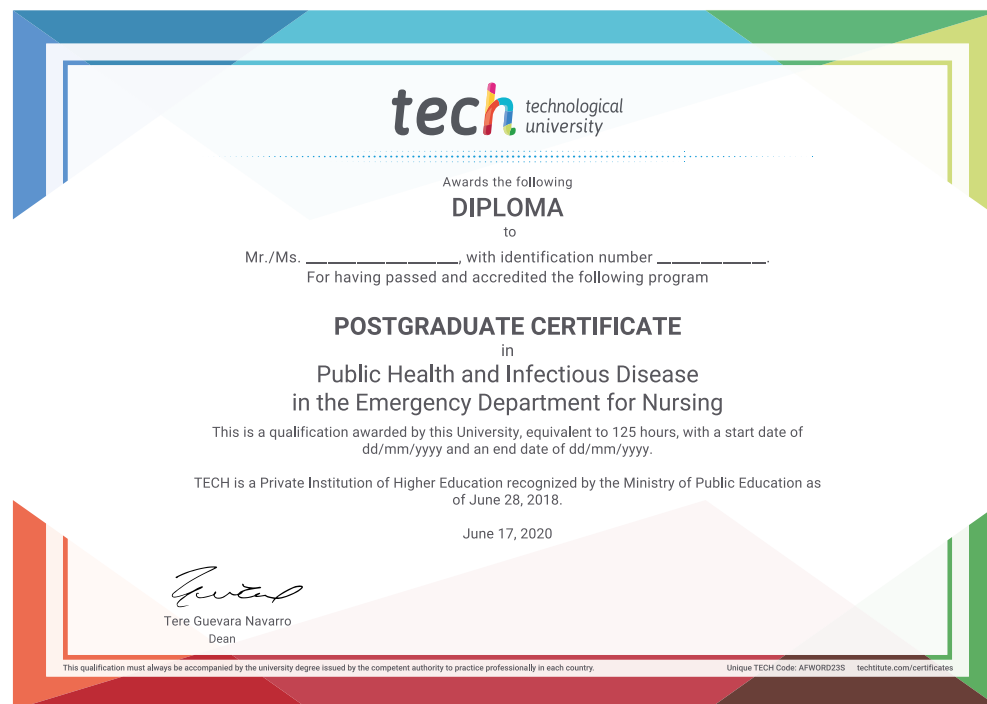 tech technological
university
Awards the following
DIPLOMA
to
Mr./Ms. __________________, with identification number _____________.
For having passed and accredited the following program
POSTGRADUATE CERTIFICATE
in
Public Health and Infectious Disease
in the Emergency Department for Nursing
This is a qualification awarded by this University, equivalent to 125 hours, with a start date of
dd/mm/yyyy and an end date of dd/mm/yyyy.
TECH is a Private Institution of Higher Education recognized by the Ministry of Public Education as
of June 28, 2018.
June 17, 2020
Tere Guevara Navarro
Dean
This qualification must always be accompanied by the university degree issued by the competent authority to practice professionally in each country. Unique TECH Code: AFWORD23S techtitute.com/certificates